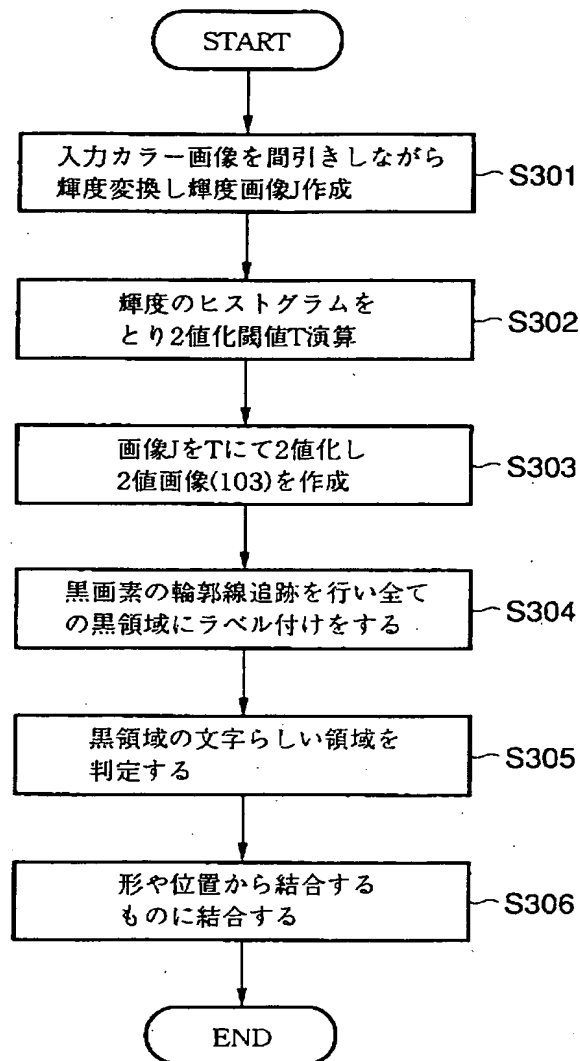 START
入力カラー画像を間引きしながら
輝度変換し輝度画像J作成
S301
輝度のヒストグラムを
とり2値化閾値T演算
S302
画像JをTにて2値化し
2値画像(103)を作成
S303
黒画素の輪郭線追跡を行い全て
の黒領域にラベル付けをする
S304
黒領域の文字らしい領域を
判定する
S305
形や位置から結合する
ものに結合する
S306
END